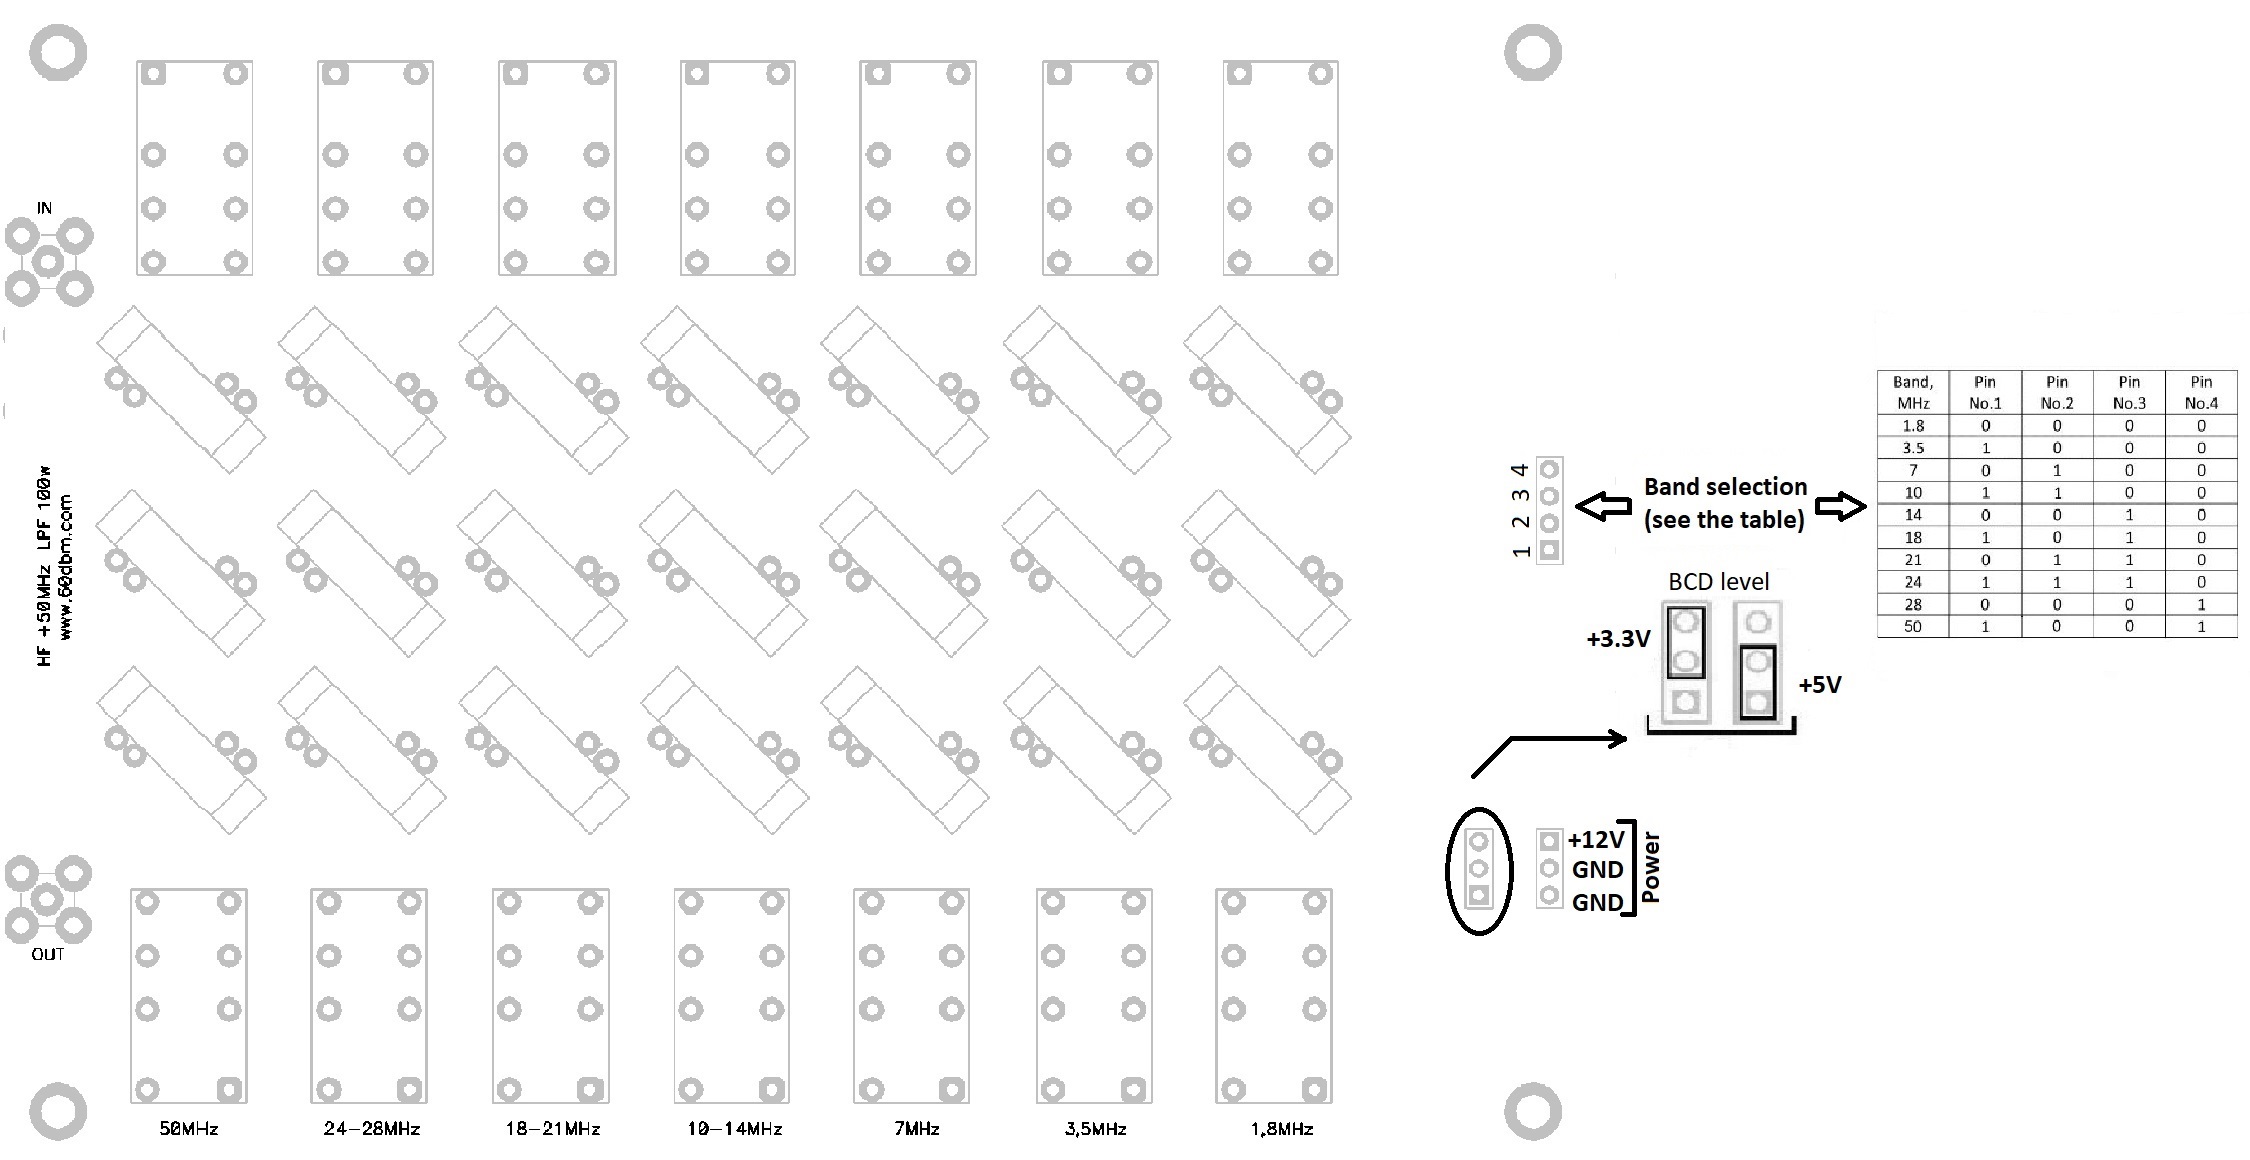 IN
HF +50MHz LPF 100w
www.60dbm.com
OUT
50MHz
24-28MHz
18-21MHz
10-14MHz
7MHz
3,5MHz
1,8MHz
1 2 3 4
Band selection
(see the table)
BCD level
+3.3V
+5V
+12V
GND
GND
Power
Band, MHz Pin No.1 Pin No.2 Pin No.3 Pin No.4
1.8 0 0 0 0
3.5 1 0 0 0
7 0 1 0 0
10 1 1 0 0
14 0 0 1 0
18 1 0 1 0
21 0 1 1 0
24 1 1 1 0
28 0 0 0 1
50 1 0 0 1